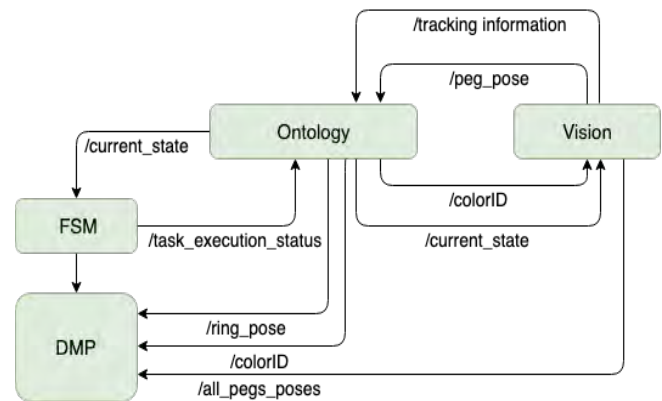 /tracking information
/peg_pose
Ontology
Vision
/current_state
/colorID
FSM
/task_execution_status
/current_state
/ring_pose
DMP
/colorID
/all_pegs_poses